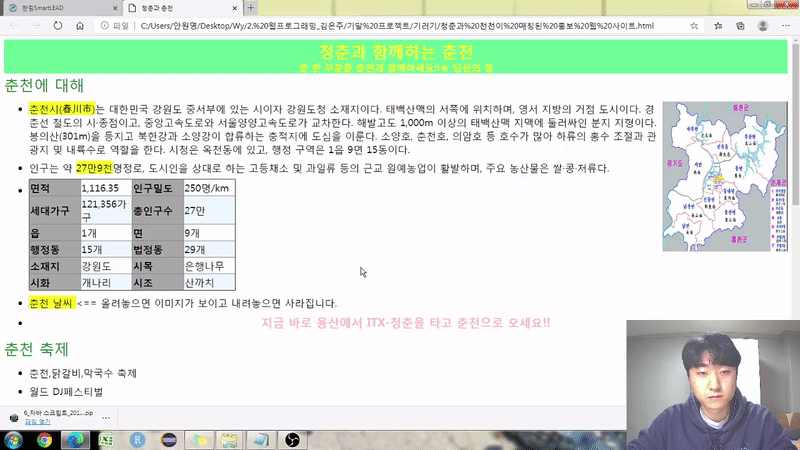 한림SmartLEAD
청춘과 춘천
파일
C:/Users/안원영/Desktop/Wy/2.%20웹프로그래밍_김은주/기말%20프로젝트/기러기/청춘과%20천천이%20매칭된%20홍보%20웹%20사이트.html
청춘과 함께하는 춘천
춘천에 대해
춘천시(春川市)는 대한민국 강원도 중서부에 있는 시이자 강원도청 소재지이다. 태백산맥의 서쪽에 위치하며, 영서 지방의 거점 도시이다. 경
춘선 철도의 시·종점이고, 중앙고속도로와 서울양양고속도로가 교차한다. 해발고도 1,000m 이상의 태백산맥 지맥에 둘러싸인 분지 지형이다.
봉의산(301m)을 등지고 북한강과 소양강이 합류하는 충적지에 도심을 이룬다. 소양호, 춘천호, 의암호 등 호수가 많아 하류의 홍수 조절과 관
광지 및 내륙수로 역할을 한다. 시청은 옥천동에 있고, 행정 구역은 1읍 9면 15동이다.
인구는 약 27만9천명정로, 도시인을 상대로 하는 고등채소 및 과일류 등의 근교 원예농업이 활발하며, 주요 농산물은 쌀·콩·저류다.
면적 1,116.35 인구밀도 250명/km
세대가구 121,356가구 총인구수 27만
읍 1개 면 9개
행정동 15개 법정동 29개
소재지 강원도 시목 은행나무
시화 개나리 시조 산까치
춘천 날씨 <== 올려놓으면 이미지가 보이고 내려놓으면 사라집니다.
지금 바로 용산에서 ITX-청춘을 타고 춘천으로 오세요!!
춘천 축제
춘천,닭갈비,막국수 축제
월드 DJ페스티벌
6_자바 스크립트_201....zip
파일 열기